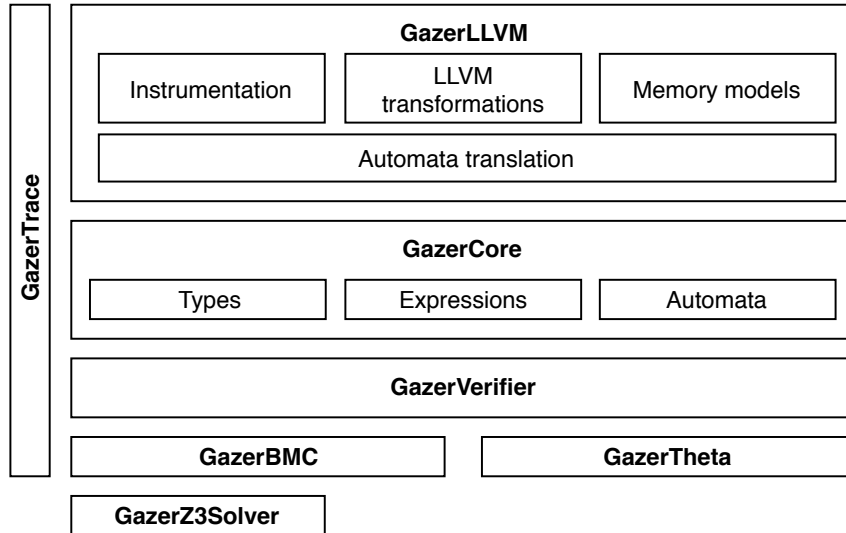 GazerTrace
GazerLLVM
Instrumentation
LLVM
transformations
Memory models
Automata translation
GazerCore
Types
Expressions
Automata
GazerVerifier
GazerBMC
GazerTheta
GazerZ3Solver